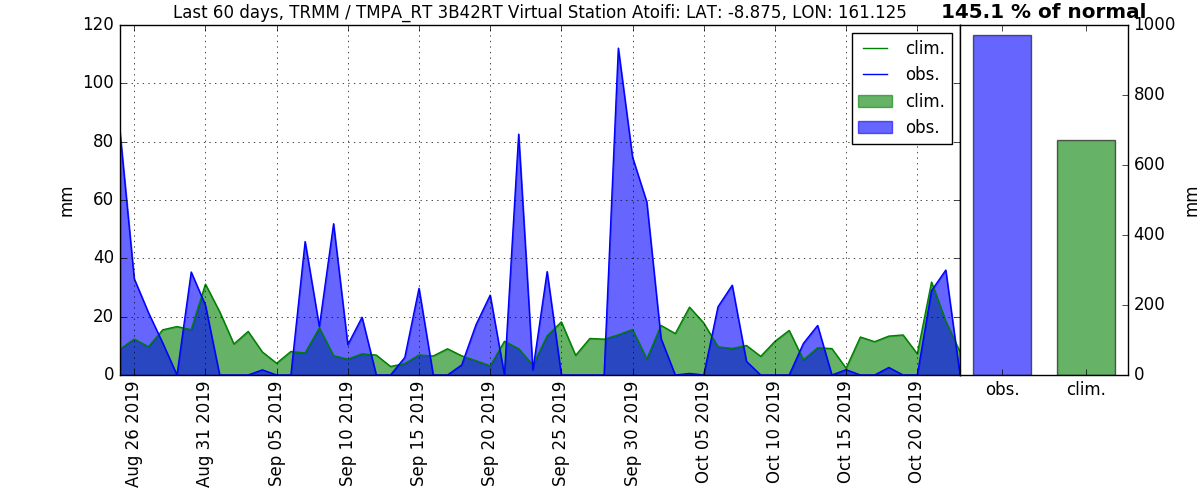 Last 60 days, TRMM / TMPA_RT 3B42RT Virtual Station Atoifi: LAT: -8.875, LON: 161.125
145.1 % of normal
120
100
80
60
40
20
0
mm
clim.
obs.
clim.
obs.
1000
800
600
400
200
0
mm
Aug 26 2019
Aug 31 2019
Sep 05 2019
Sep 10 2019
Sep 15 2019
Sep 20 2019
Sep 25 2019
Sep 30 2019
Oct 05 2019
Oct 10 2019
Oct 15 2019
Oct 20 2019
obs.
clim.